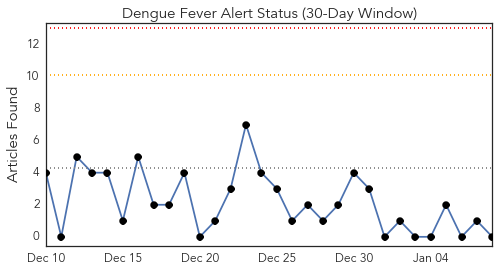 Dengue Fever Alert Status (30-Day Window)
Articles Found
12
10
8
6
4
2
0
Dec 10 Dec 15 Dec 20 Dec 25 Dec 30 Jan 04